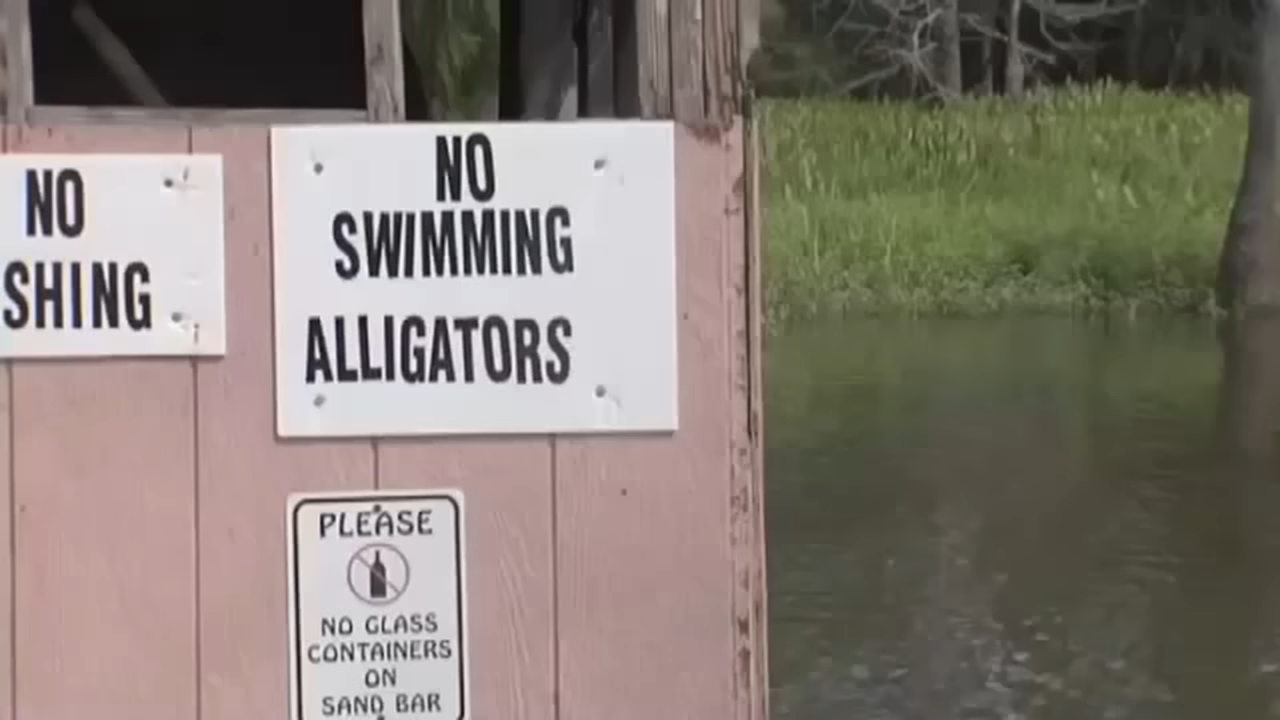 NO
SHING
NO
SWIMMING
ALLIGATORS
PLEASE
NO GLASS
CONTAINERS
ON
SAND BAR